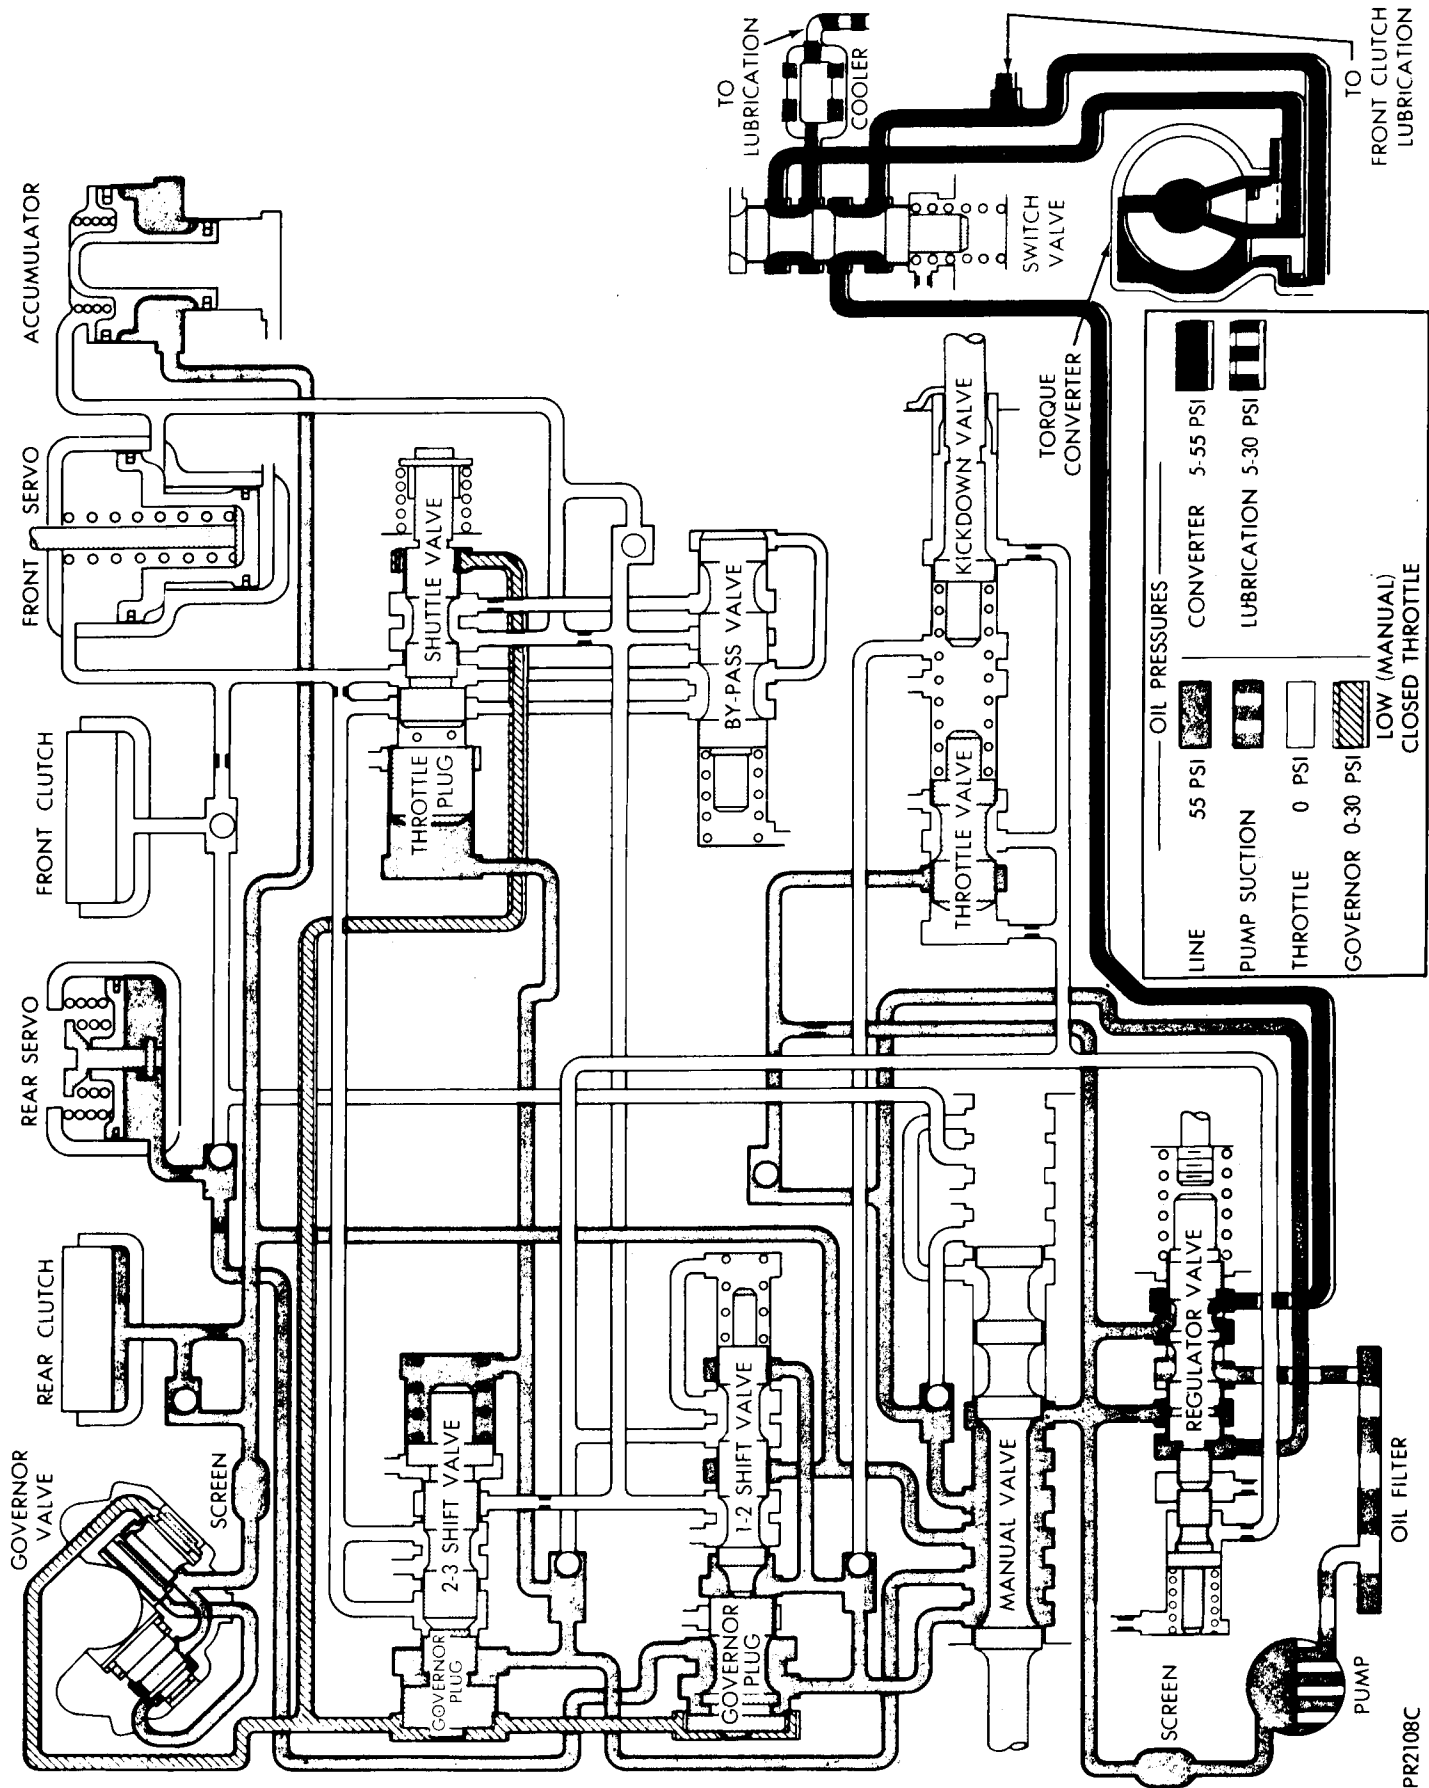 GOVERNOR
VALVE
REAR CLUTCH
REAR SERVO
FRONT CLUTCH
FRONT SERVO
ACCUMULATOR
SCREEN
GOVERNOR
PLUG
2-3 SHIFT VALVE
THROTTLE
PLUG
SHUTTLE VALVE
GOVERNOR
PLUG
1-2 SHIFT VALVE
BY-PASS VALVE
TO
LUBRICATION
COOLER
SWITCH
VALVE
MANUAL VALVE
THROTTLE VALVE
KICKDOWN VALVE
TORQUE
CONVERTER
TO
FRONT CLUTCH
LUBRICATION
REGULATOR VALVE
SCREEN
PUMP
OIL FILTER
OIL PRESSURES
LINE 55 PSI
PUMP SUCTION
THROTTLE 0 PSI
GOVERNOR 0-30 PSI
CONVERTER 5-55 PSI
LUBRICATION 5-30 PSI
LOW (MANUAL)
CLOSED THROTTLE
PR2108C